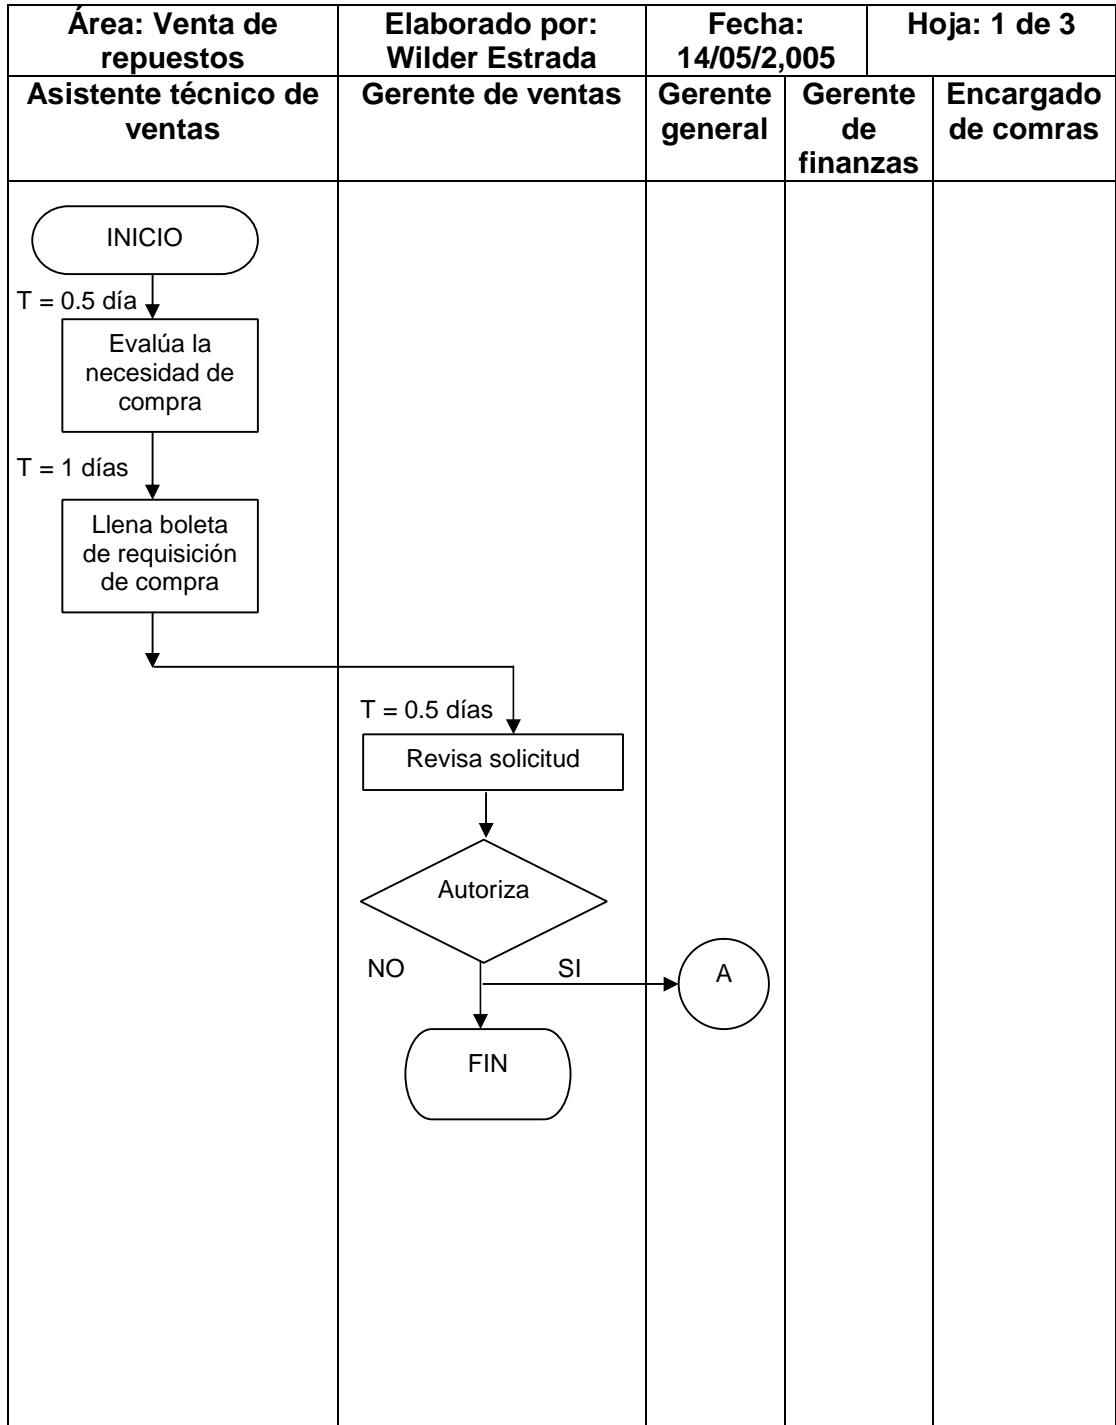 Área: Venta de
repuestos
Elaborado por:
Wilder Estrada
Fecha:
14/05/2,005
Hoja: 1 de 3
Asistente técnico de
ventas
Gerente de ventas
Gerente
general
Gerente
de
finanzas
Encargado
de comras
INICIO
T = 0.5 día
Evalúa la
necesidad de
compra
T = 1 días
Llena boleta
de requisición
de compra
T = 0.5 días
Revisa solicitud
Autoriza
NO
SI
A
FIN